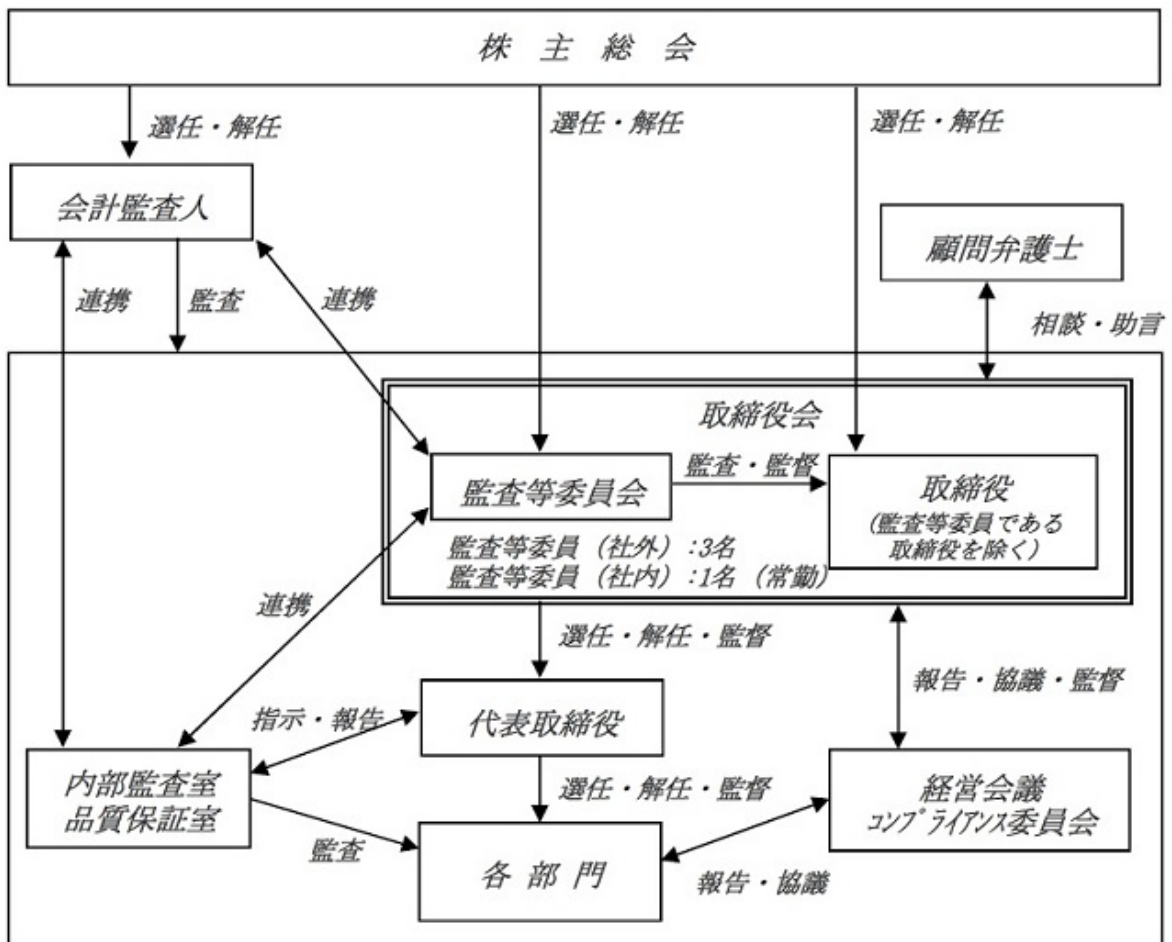 株 主 総 会
選任・解任
選任・解任
選任・解任
会計監査人
顧問弁護士
連携
監査
連携
相談・助言
取締役会
監査等委員会
監査・監督
取締役
(監査等委員である
取締役を除く)
監査等委員（社外）:3名
監査等委員（社内）:1名（常勤）
連携
選任・解任・監督
報告・協議・監督
指示・報告
代表取締役
内部監査室
品質保証室
選任・解任・監督
経営会議
ｺﾝﾌﾟﾗｲｱﾝｽ委員会
監査
各 部 門
報告・協議